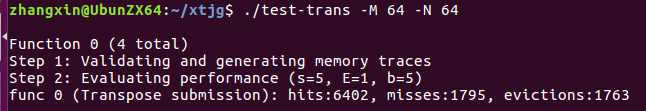 zhangxin@UbunZX64:~/xtjg$ ./test-trans -M 64 -N 64
Function 0 (4 total)
Step 1: Validating and generating memory traces
Step 2: Evaluating performance (s=5, E=1, b=5)
func 0 (Transpose submission): hits:6402, misses:1795, evictions:1763